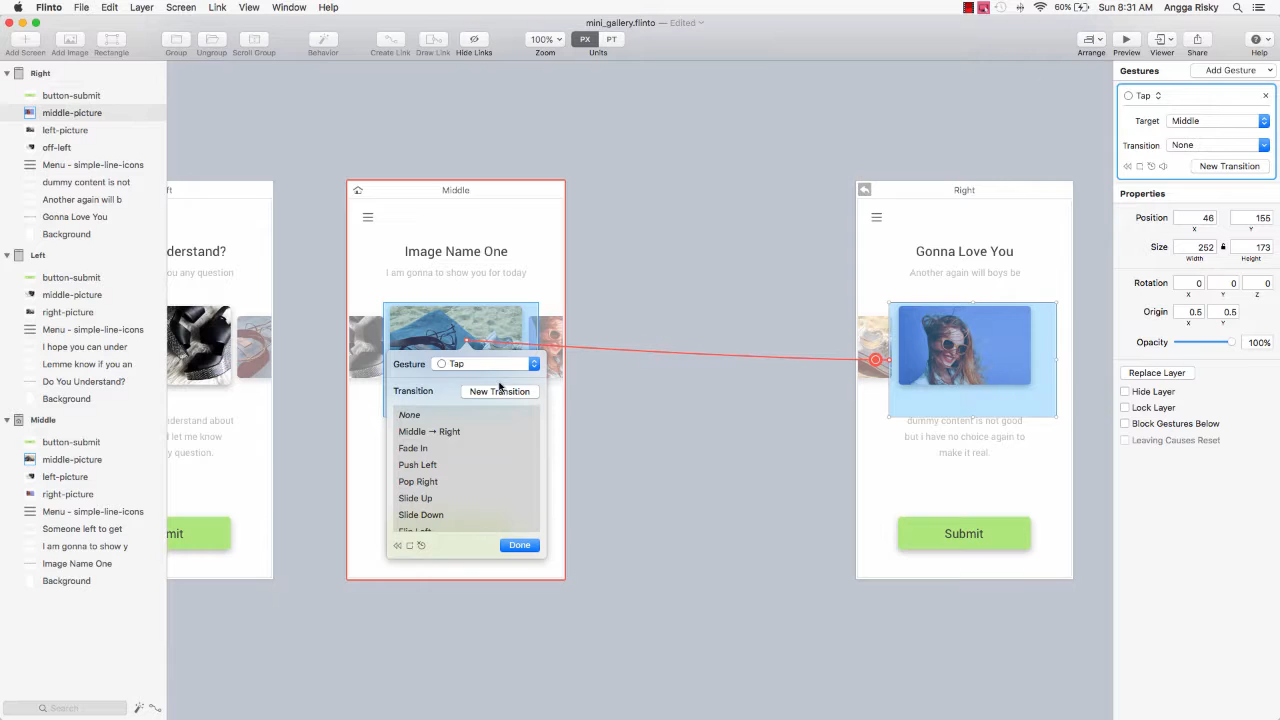 Flinto File Edit Layer Screen Link View Window Help 60% Sun 8:31 AM Angga Risky
mini_gallery.flinto — Edited
100% PX PT
Add Screen Add Image Rectangle Group Ungroup Scroll Group Behavior Create Link Draw Link Hide Links Zoom Units Arrange Preview Viewer Share Help
Right
button-submit
middle-picture
left-picture
off-left
Menu - simple-line-icons
dummy content is not
Another again will b
Gonna Love You
Background
Left
button-submit
middle-picture
right-picture
Menu - simple-line-icons
I hope you can under
Lemme know if you an
Do You Understand?
Background
Middle
button-submit
middle-picture
left-picture
right-picture
Menu - simple-line-icons
Someone left to get
I am gonna to show y
Image Name One
Background
Search
ft
derstand?
ou any question
understand about
d let me know
y question.
mit
Middle
Image Name One
I am gonna to show you for today
Gesture Tap
Transition New Transition
None
Middle → Right
Fade In
Push Left
Pop Right
Slide Up
Slide Down
Flip Left
Done
Right
Gonna Love You
Another again will boys be
dummy content is not good
but i have no choice again to
make it real.
Submit
Gestures Add Gesture
Tap
Target Middle
Transition None
New Transition
Properties
Position 46 155
X Y
Size 252 173
Width Height
Rotation 0 0 0
X Y Z
Origin 0.5 0.5
X Y
Opacity 100%
Replace Layer
Hide Layer
Lock Layer
Block Gestures Below
Leaving Causes Reset